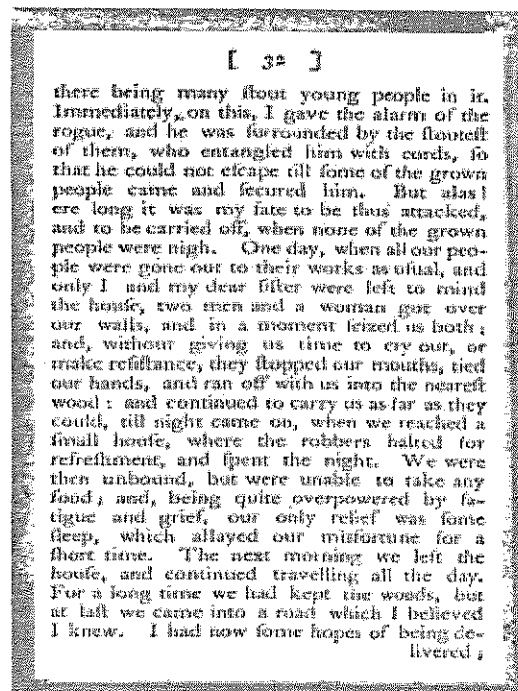 [ 32 ]
there being many ſtout young people in it.
Immediately, on this, I gave the alarm of the
rogue, and he was ſurrounded by the ſtouteſt
of them, who entangled him with cords, ſo
that he could not eſcape till ſome of the grown
people came and ſecured him. But alas!
ere long it was my fate to be thus attacked,
and to be carried off, when none of the grown
people were nigh. One day, when all our peo-
ple were gone out to their works as uſual, and
only I and my dear ſiſter were left to mind
the houſe, two men and a woman got over
our walls, and in a moment ſeized us both;
and, without giving us time to cry out, or
make reſiſtance, they ſtopped our mouths, tied
our hands, and ran off with us into the neareſt
wood: and continued to carry us as far as they
could, till night came on, when we reached a
ſmall houſe, where the robbers halted for
refreſhment, and ſpent the night. We were
then unbound, but were unable to take any
food; and, being quite overpowered by fa-
tigue and grief, our only relief was ſome
ſleep, which allayed our misfortune for a
ſhort time. The next morning we left the
houſe, and continued travelling all the day.
For a long time we had kept the woods, but
at laſt we came into a road which I believed
I knew. I had now ſome hopes of being de-
livered;